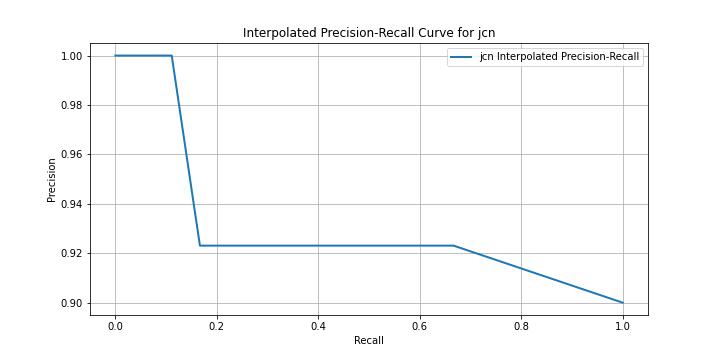 Interpolated Precision-Recall Curve for jcn
jcn Interpolated Precision-Recall
Precision
1.00
0.98
0.96
0.94
0.92
0.90
0.0 0.2 0.4 0.6 0.8 1.0
Recall